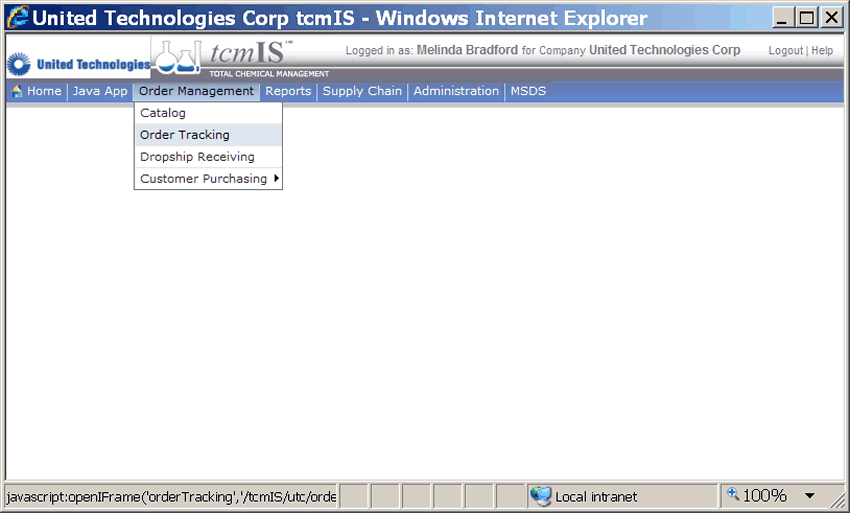 United Technologies Corp tcmIS - Windows Internet Explorer
United Technologies tcmIS™ Logged in as: Melinda Bradford for Company United Technologies Corp Logout | Help
TOTAL CHEMICAL MANAGEMENT
Home Java App Order Management Reports Supply Chain Administration MSDS
Catalog
Order Tracking
Dropship Receiving
Customer Purchasing
javascript:openIFrame('orderTracking','/tcmIS/utc/orde Local intranet 100%